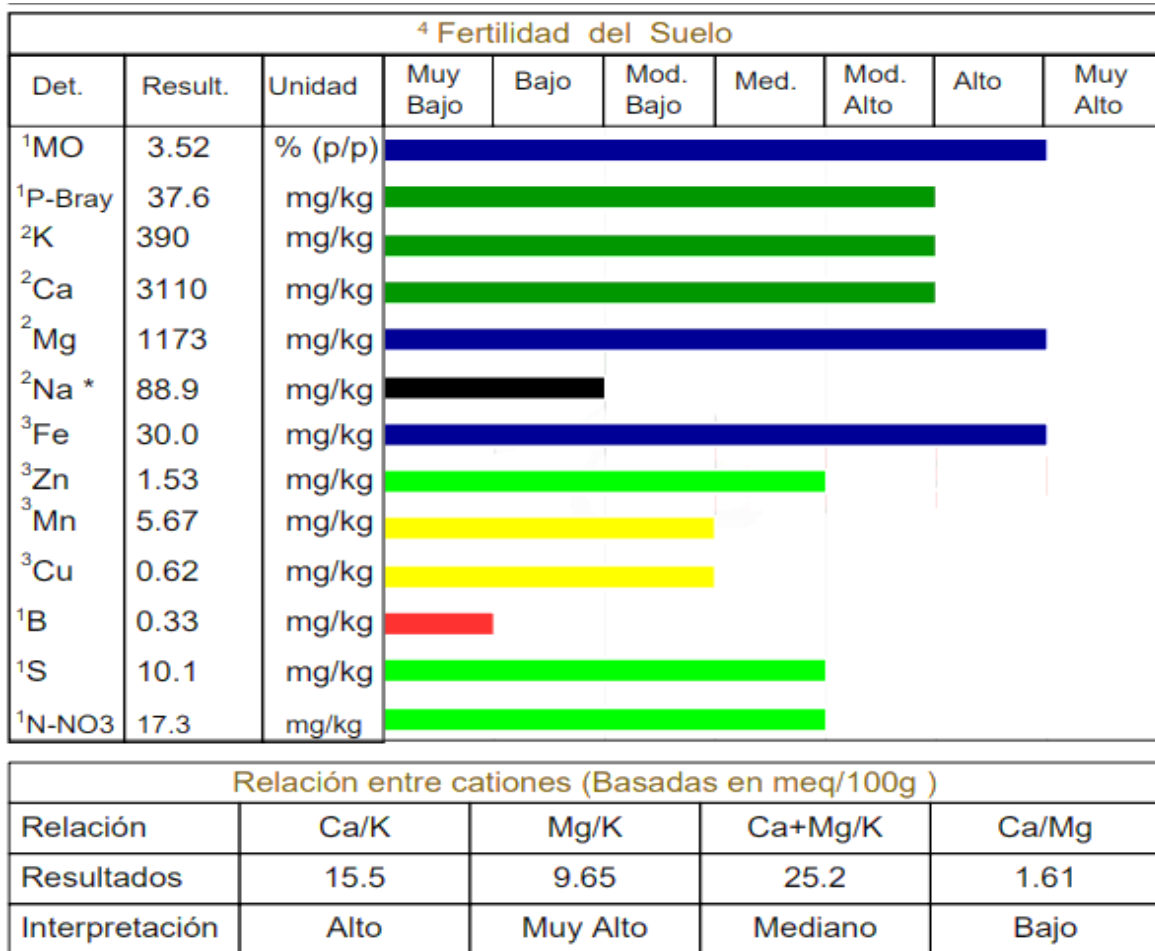 ⁴ Fertilidad del Suelo
Det. Result. Unidad Muy Bajo Bajo Mod. Bajo Med. Mod. Alto Alto Muy Alto
¹MO 3.52 % (p/p)
¹P-Bray 37.6 mg/kg
²K 390 mg/kg
²Ca 3110 mg/kg
²Mg 1173 mg/kg
²Na * 88.9 mg/kg
³Fe 30.0 mg/kg
³Zn 1.53 mg/kg
³Mn 5.67 mg/kg
³Cu 0.62 mg/kg
¹B 0.33 mg/kg
¹S 10.1 mg/kg
¹N-NO3 17.3 mg/kg
Relación entre cationes (Basadas en meq/100g )
Relación Ca/K Mg/K Ca+Mg/K Ca/Mg
Resultados 15.5 9.65 25.2 1.61
Interpretación Alto Muy Alto Mediano Bajo